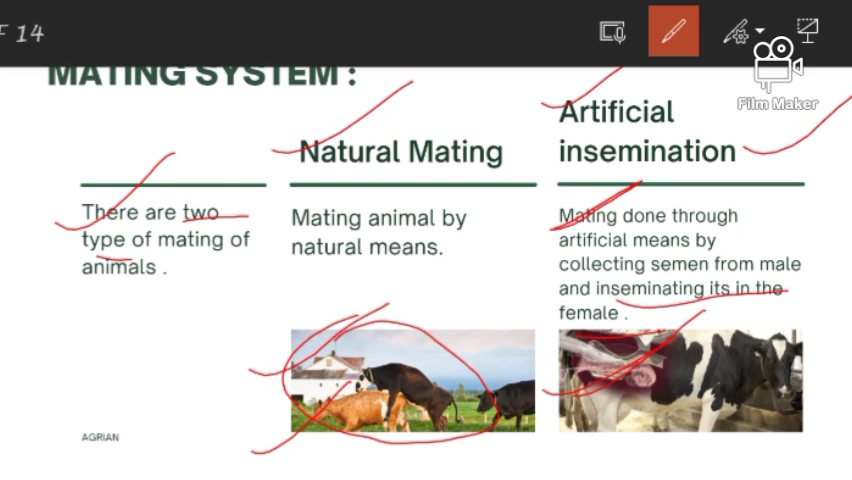 F 14
MATING SYSTEM :
Film Maker
There are two
type of mating of
animals .
Natural Mating
Mating animal by
natural means.
Artificial
insemination
Mating done through
artificial means by
collecting semen from male
and inseminating its in the
female .
AGRIAN